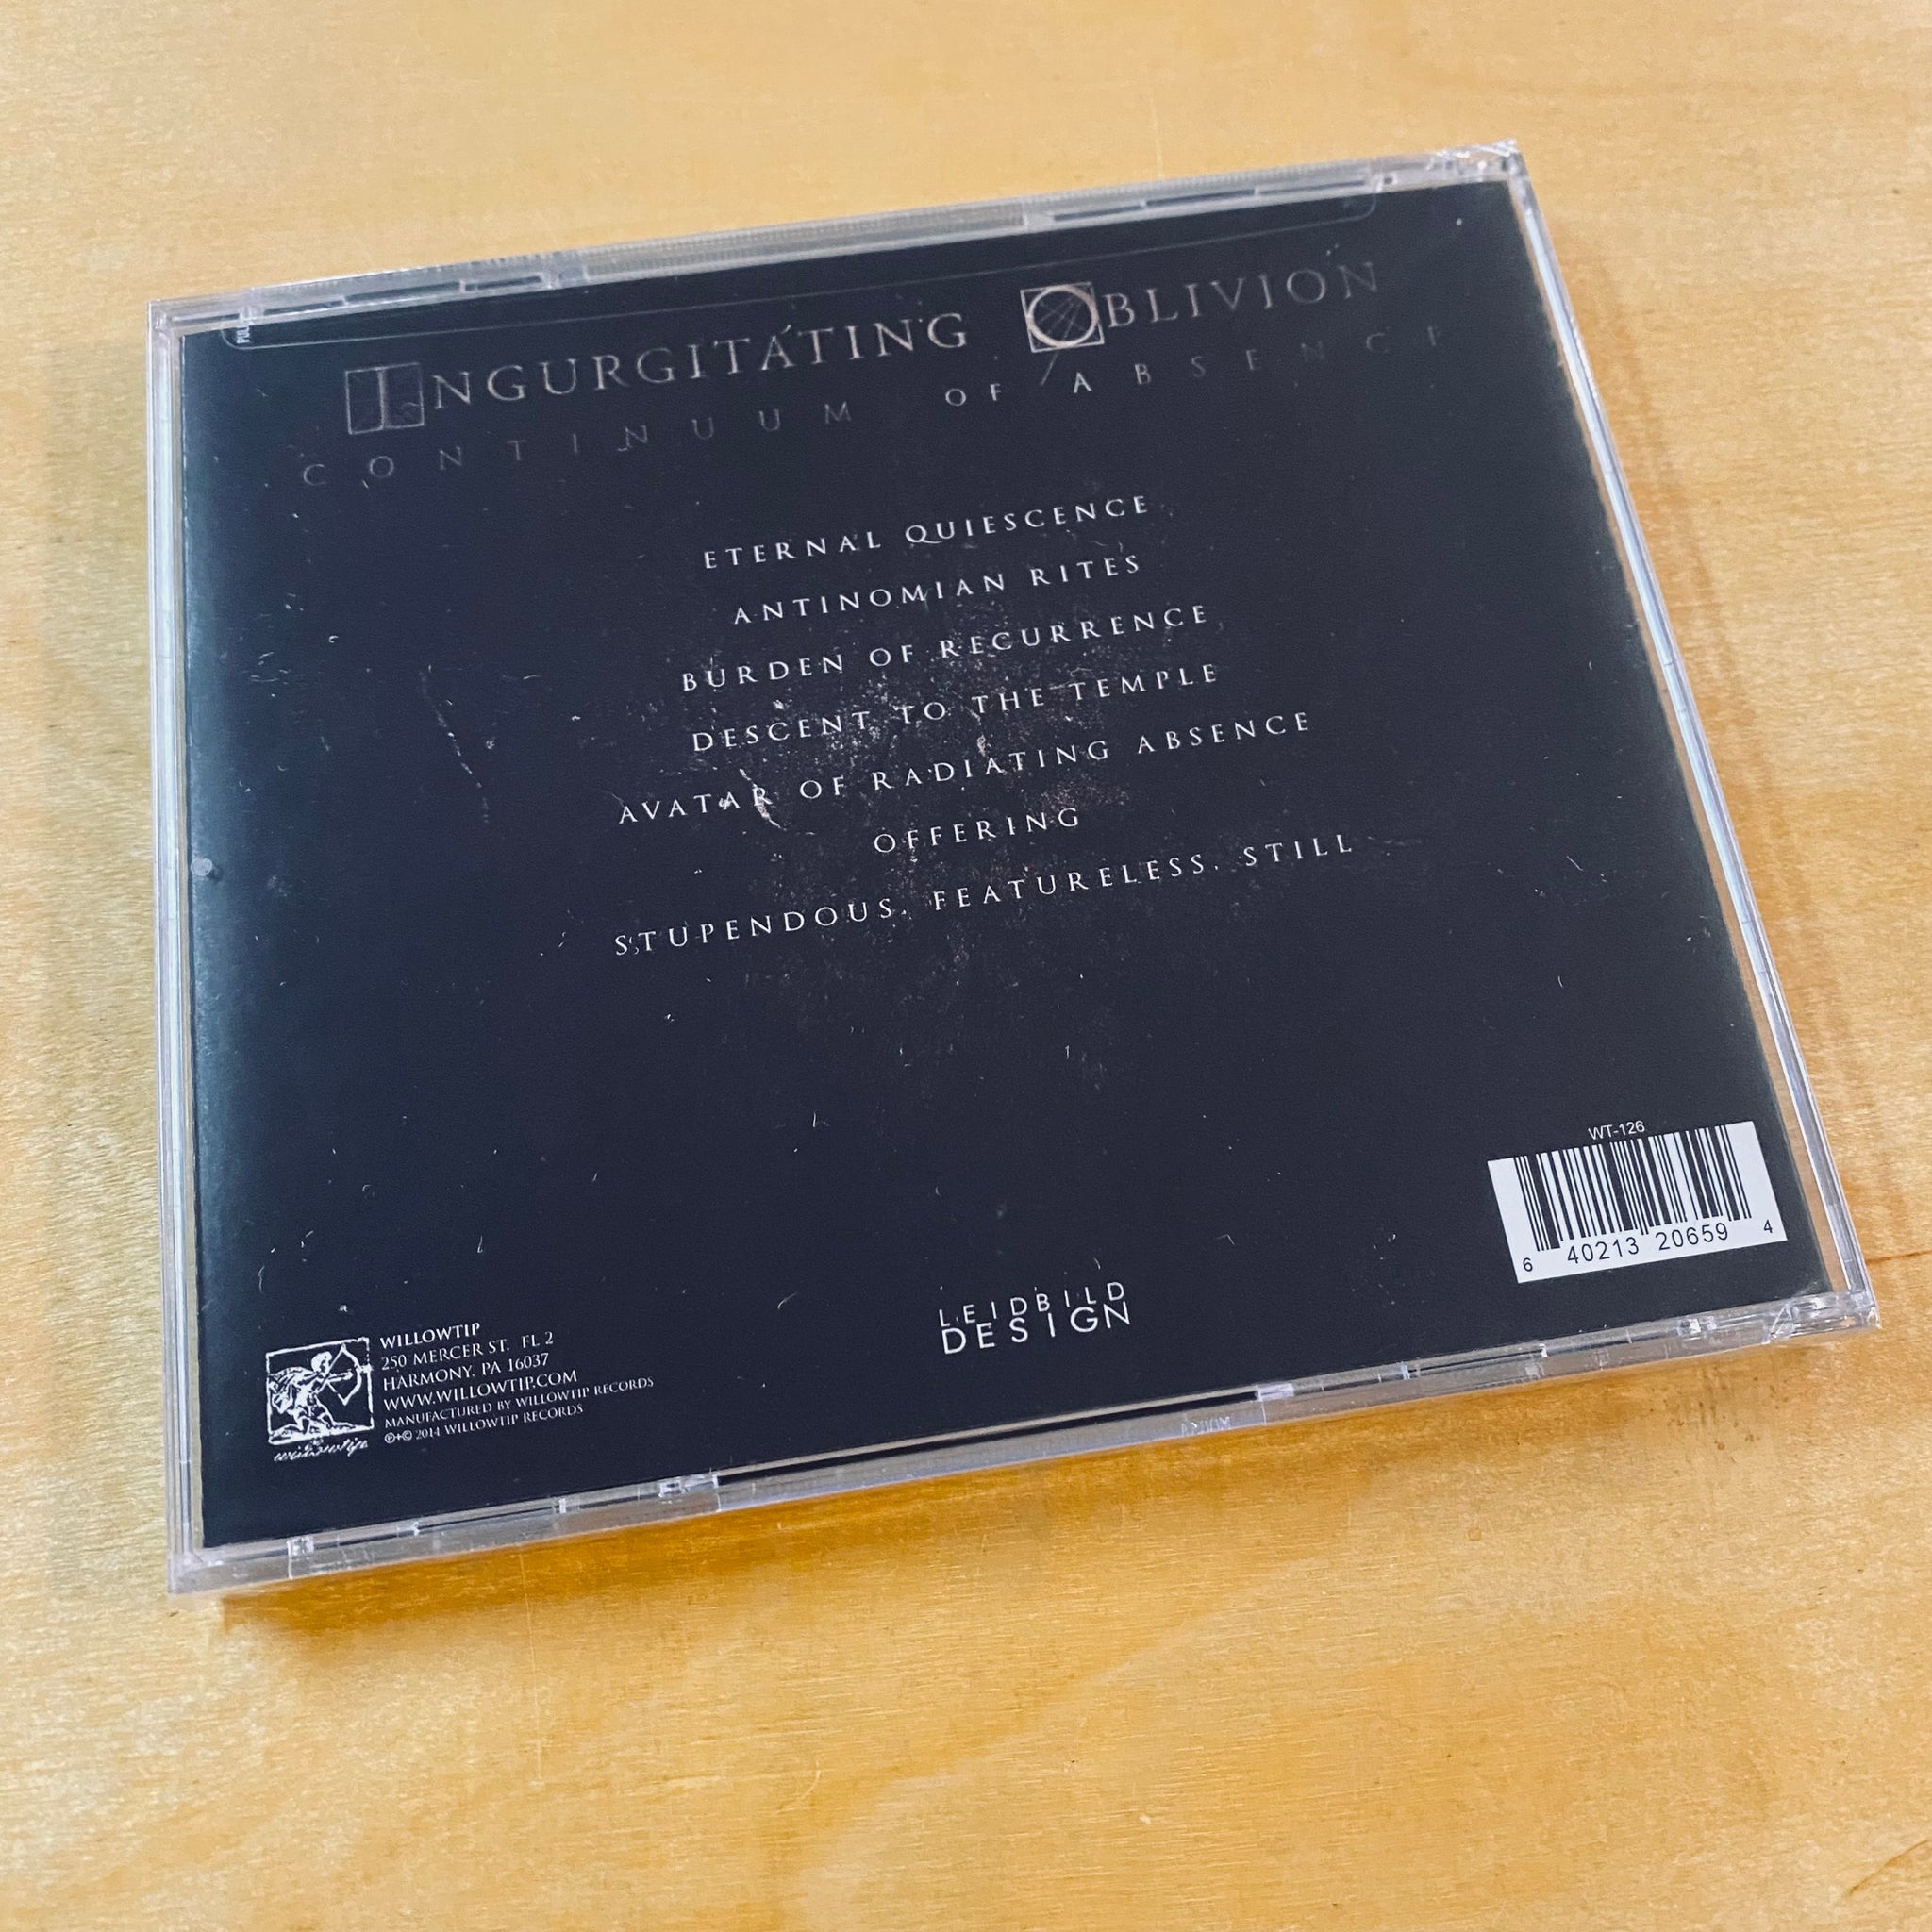 PUL
INGURGITATING OBLIVION
CONTINUUM OF ABSENCE
ETERNAL QUIESCENCE
ANTINOMIAN RITES
BURDEN OF RECURRENCE
DESCENT TO THE TEMPLE
AVATAR OF RADIATING ABSENCE
OFFERING
STUPENDOUS, FEATURELESS, STILL
WT-126
6 40213 20659 4
LEIDBILD
DESIGN
WILLOWTIP
250 MERCER ST. FL 2
HARMONY, PA 16037
WWW.WILLOWTIP.COM
MANUFACTURED BY WILLOWTIP RECORDS
℗+© 2014 WILLOWTIP RECORDS
willowtip